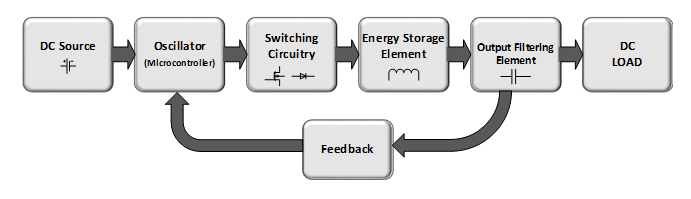 DC Source
Oscillator
(Microcontroller)
Switching
Circuitry
Energy Storage
Element
Output Filtering
Element
DC
LOAD
Feedback